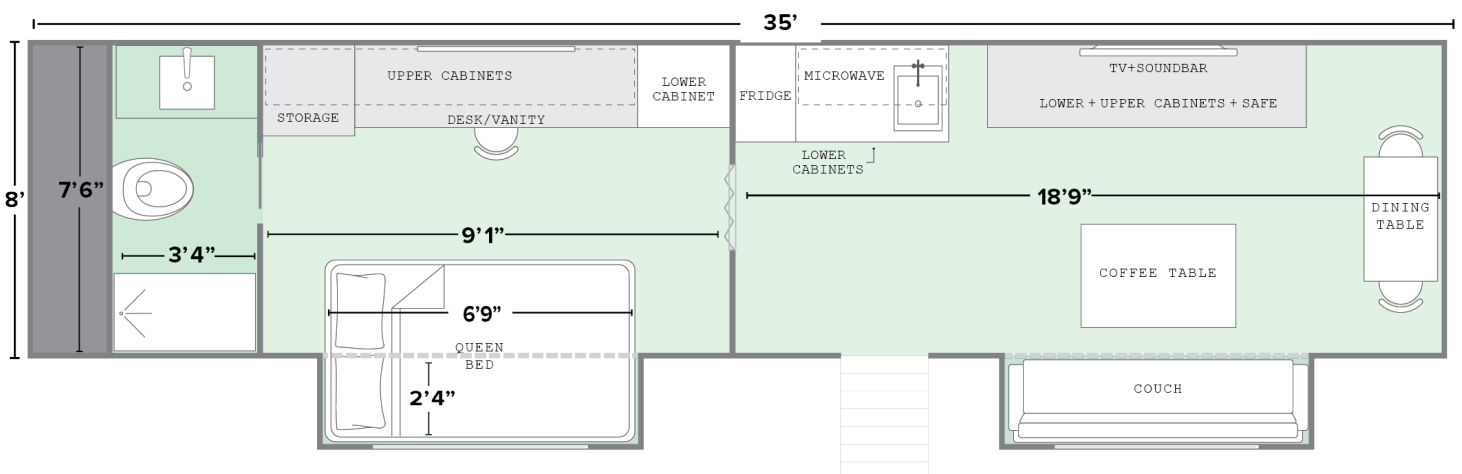 35’
8’
7’6”
3’4”
UPPER CABINETS
STORAGE
DESK/VANITY
LOWER
CABINET
9’1”
6’9”
QUEEN
BED
2’4”
FRIDGE
MICROWAVE
LOWER
CABINETS
TV+SOUNDBAR
LOWER + UPPER CABINETS + SAFE
18’9”
DINING
TABLE
COFFEE TABLE
COUCH